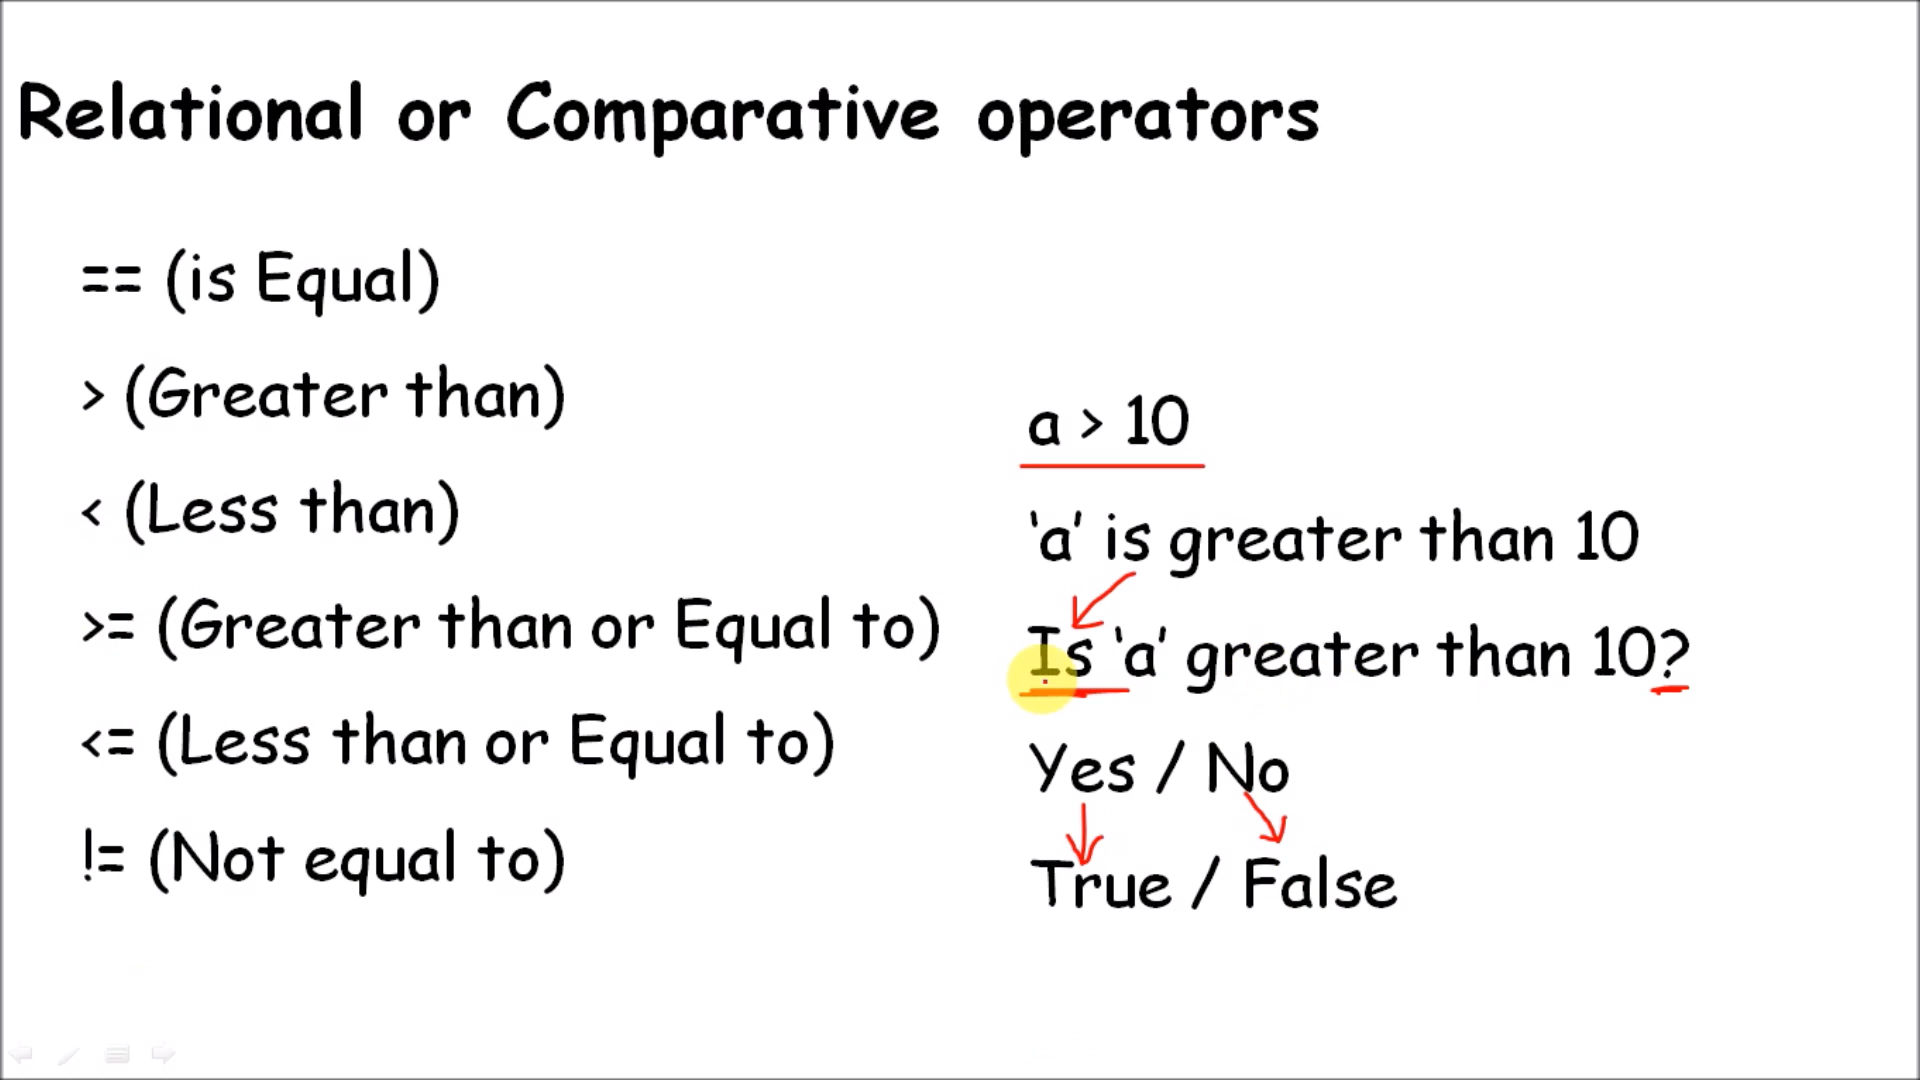 Relational or Comparative operators
== (is Equal)
> (Greater than)
< (Less than)
>= (Greater than or Equal to)
<= (Less than or Equal to)
!= (Not equal to)
a > 10
‘a’ is greater than 10
Is ‘a’ greater than 10?
Yes / No
True / False